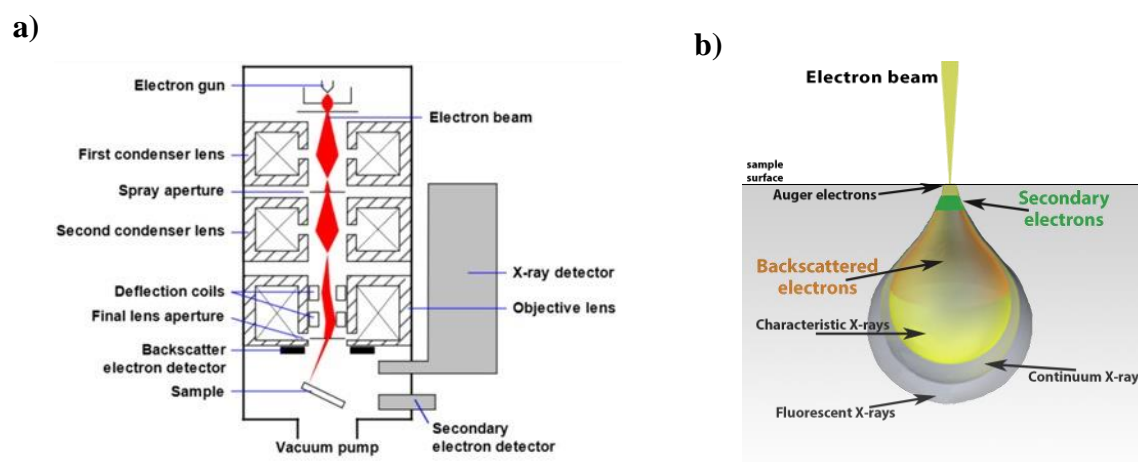 a)
Electron gun
Electron beam
First condenser lens
Spray aperture
Second condenser lens
X-ray detector
Deflection coils
Objective lens
Final lens aperture
Backscatter
electron detector
Sample
Secondary
electron detector
Vacuum pump
b)
Electron beam
sample
surface
Auger electrons
Secondary
electrons
Backscattered
electrons
Characteristic X-rays
Continuum X-ray
Fluorescent X-rays